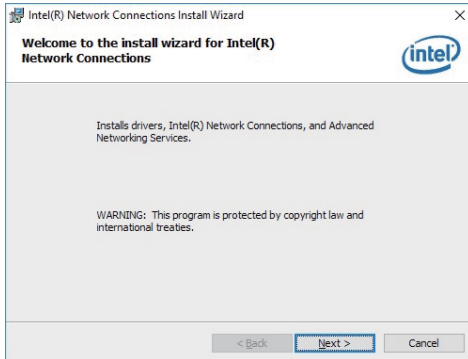 Intel(R) Network Connections Install Wizard
Welcome to the install wizard for Intel(R)
Network Connections
intel
Installs drivers, Intel(R) Network Connections, and Advanced
Networking Services.
WARNING: This program is protected by copyright law and
international treaties.
< Back
Next >
Cancel